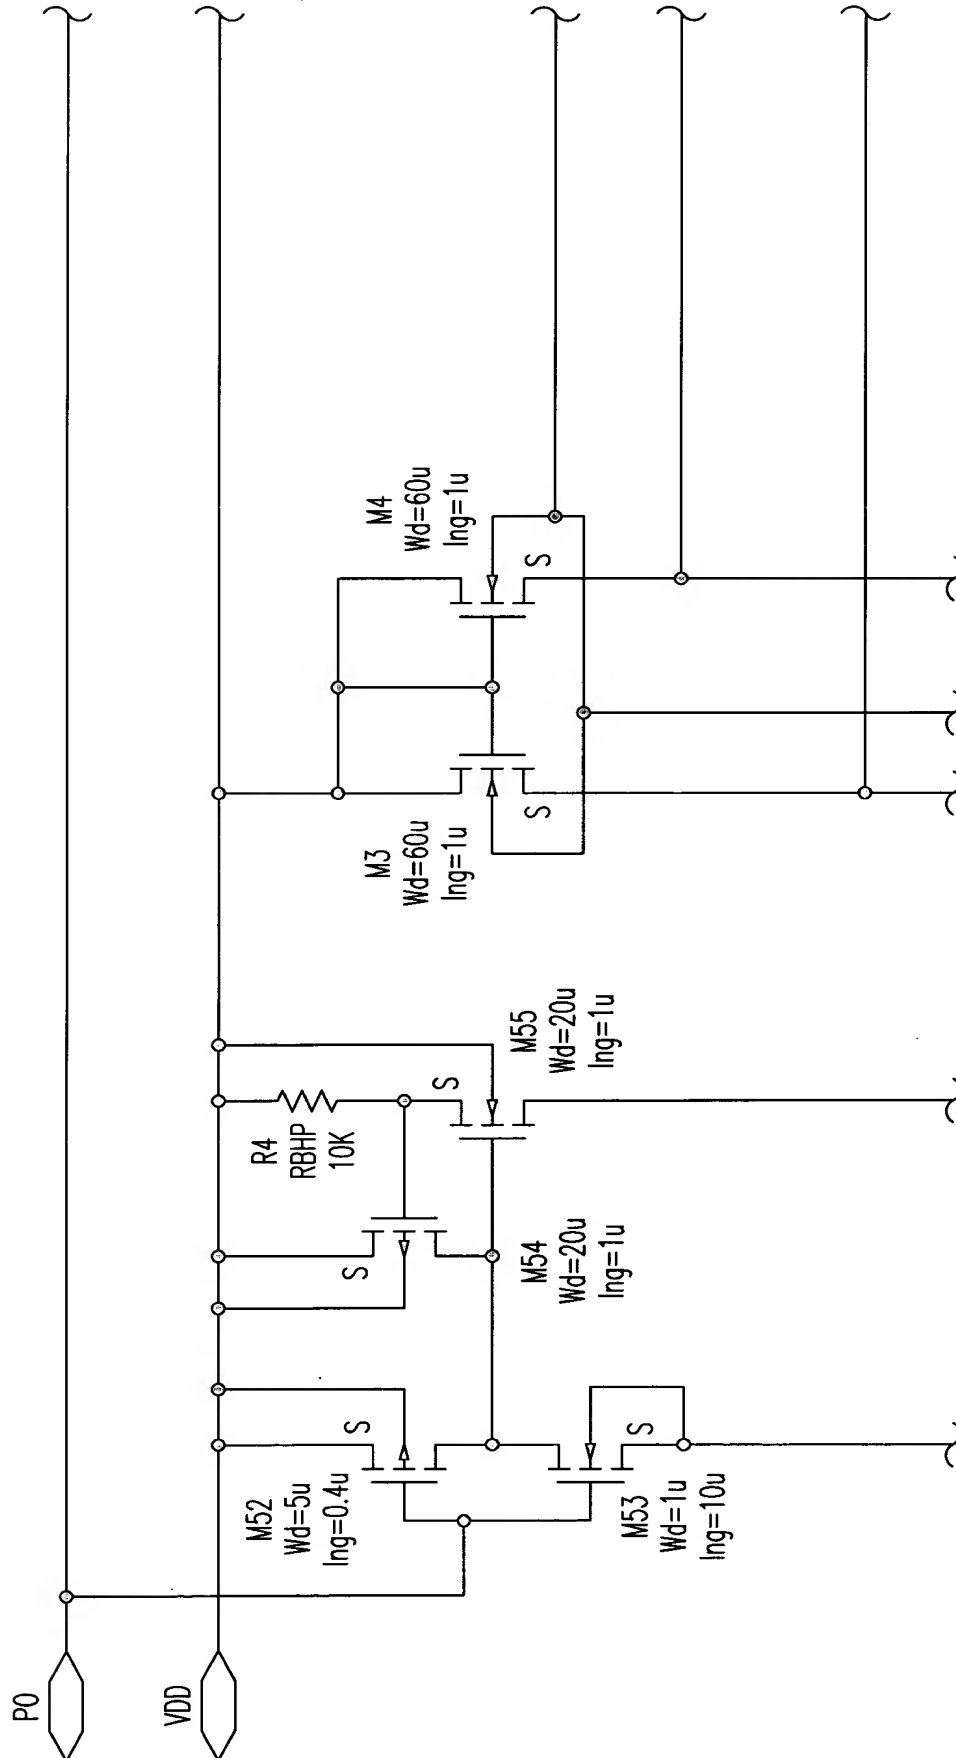 PO
VDD
M52
Wd=5u
lng=0.4u
S
M53
Wd=1u
lng=10u
S
S
M54
Wd=20u
lng=1u
R4
RBHP
10K
S
M55
Wd=20u
lng=1u
M3
Wd=60u
lng=1u
S
M4
Wd=60u
lng=1u
S